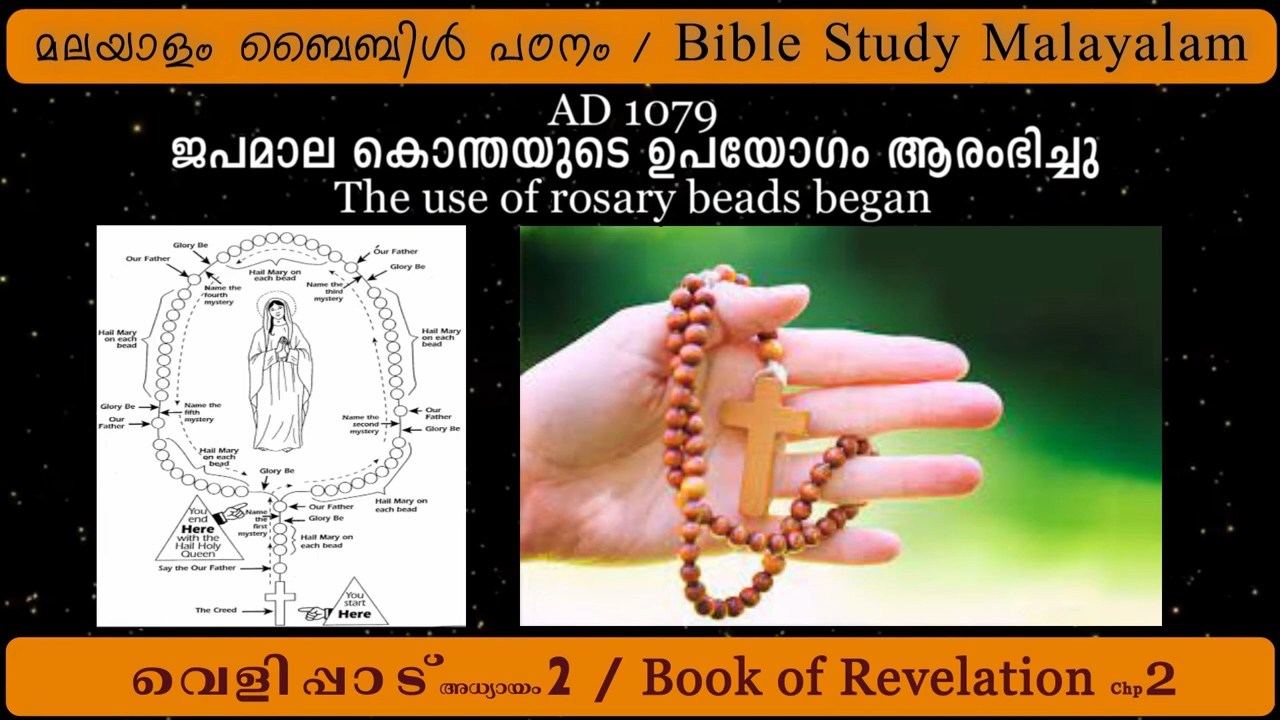 മലയാളം ബൈബിൾ പഠനം / Bible Study Malayalam
AD 1079
ജപമാല കൊന്തയുടെ ഉപയോഗം ആരംഭിച്ചു
The use of rosary beads began
Glory Be
Our Father
Our Father
Glory Be
Hail Mary on
each bead
Name the
fourth
mystery
Name the
third
mystery
Hail Mary
on each
bead
Hail Mary
on each
bead
Glory Be
Our
Father
Name the
fifth
mystery
Name the
second
mystery
Our
Father
Glory Be
Hail Mary
on each
bead
Glory Be
Hail Mary on
each bead
You
end
Here
with the
Hail Holy
Queen
Name
the
first
mystery
Our Father
Glory Be
Hail Mary on
each bead
Say the Our Father
The Creed
You
start
Here
വെളിപ്പാട് അധ്യായം 2 / Book of Revelation Chp 2